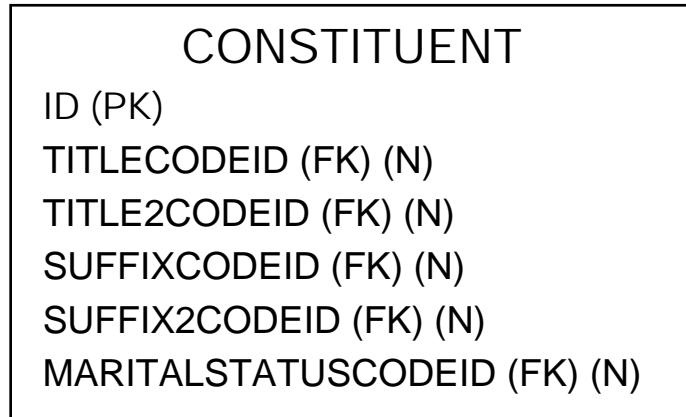 CONSTITUENT
ID (PK)
TITLECODEID (FK) (N)
TITLE2CODEID (FK) (N)
SUFFIXCODEID (FK) (N)
SUFFIX2CODEID (FK) (N)
MARITALSTATUSCODEID (FK) (N)